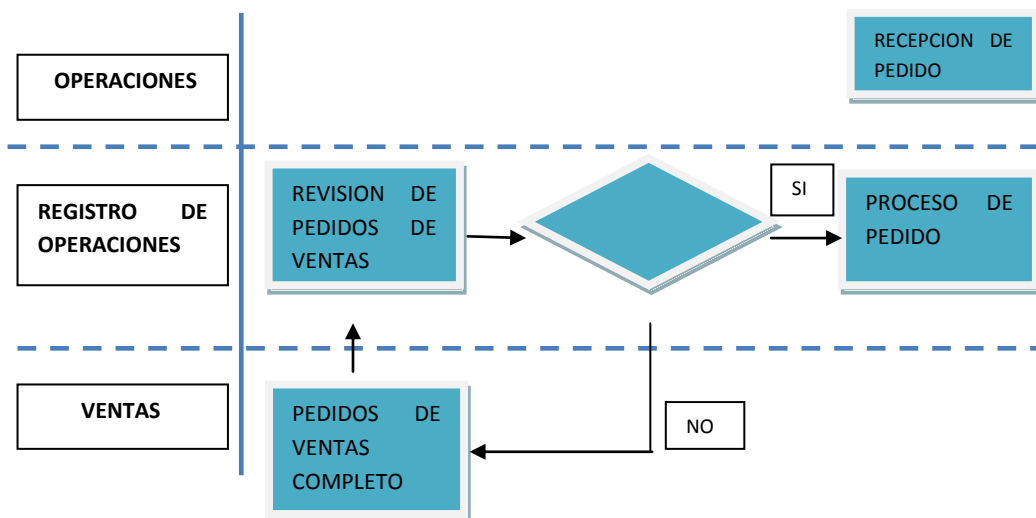 OPERACIONES
RECEPCION DE
PEDIDO
REGISTRO DE
OPERACIONES
REVISION DE
PEDIDOS DE
VENTAS
SI
PROCESO DE
PEDIDO
VENTAS
PEDIDOS DE
VENTAS
COMPLETO
NO